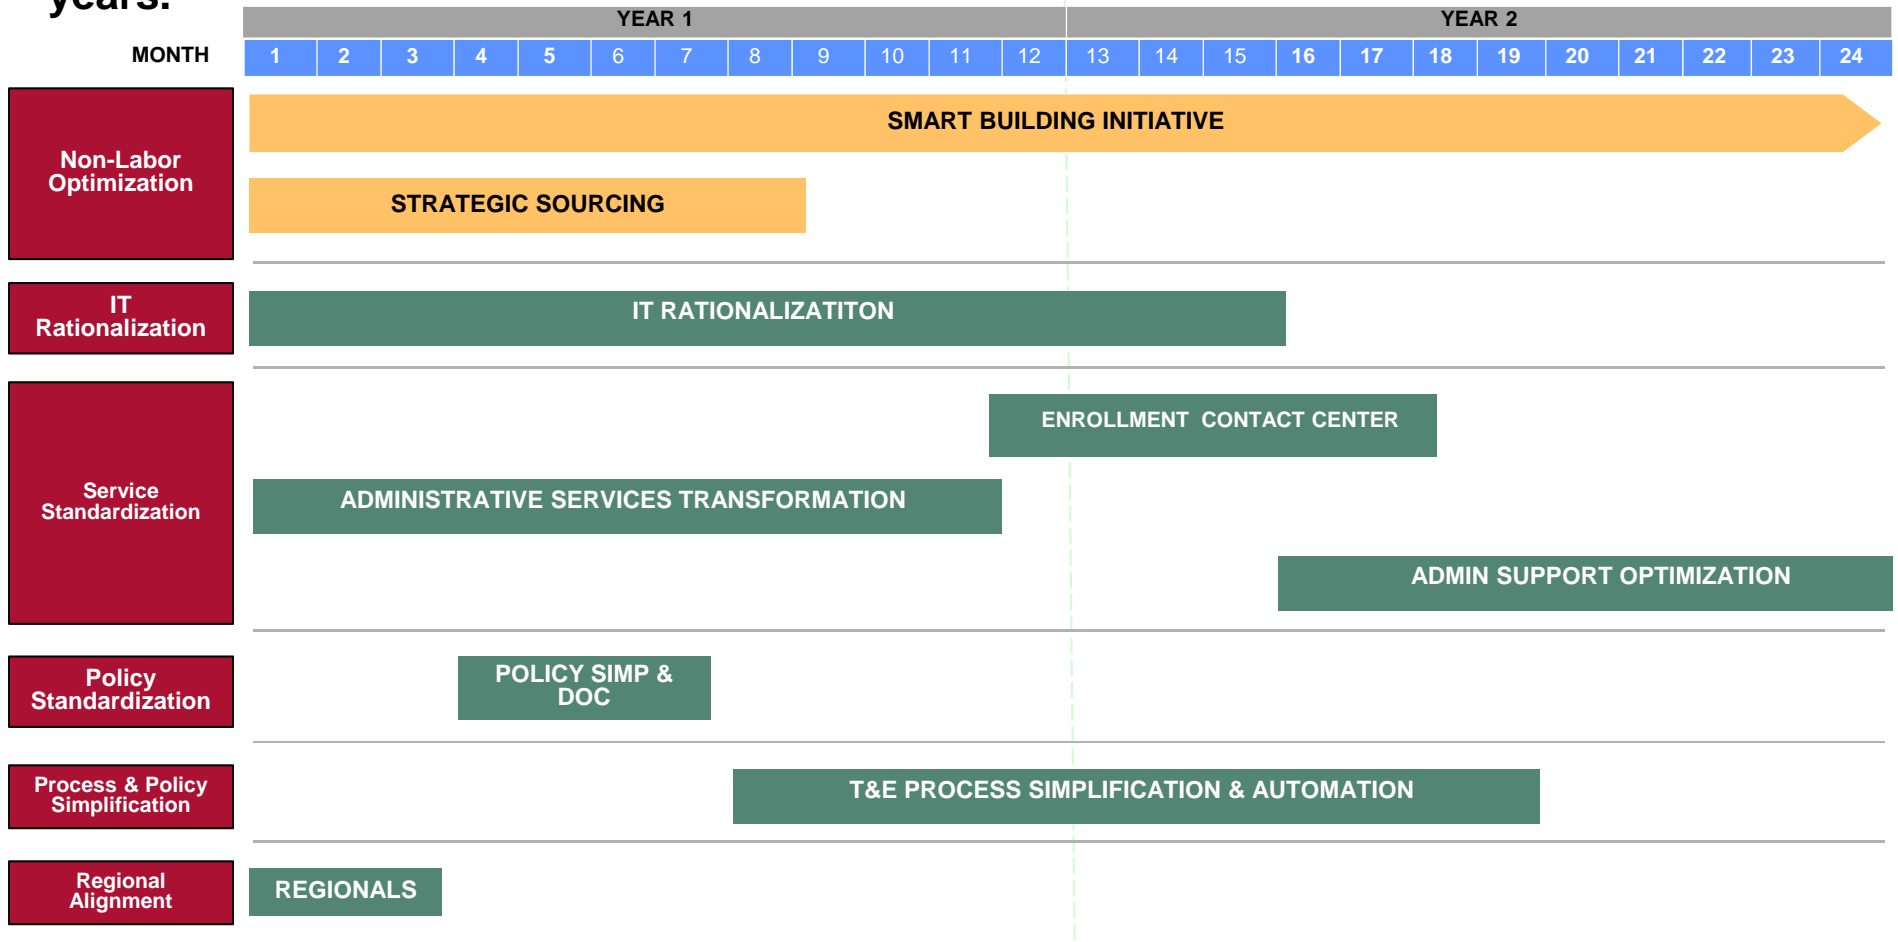 years.
YEAR 1 YEAR 2
MONTH 1 2 3 4 5 6 7 8 9 10 11 12 13 14 15 16 17 18 19 20 21 22 23 24
Non-Labor
Optimization
SMART BUILDING INITIATIVE
STRATEGIC SOURCING
IT
Rationalization
IT RATIONALIZATITON
Service
Standardization
ENROLLMENT CONTACT CENTER
ADMINISTRATIVE SERVICES TRANSFORMATION
ADMIN SUPPORT OPTIMIZATION
Policy
Standardization
POLICY SIMP &
DOC
Process & Policy
Simplification
T&E PROCESS SIMPLIFICATION & AUTOMATION
Regional
Alignment
REGIONALS